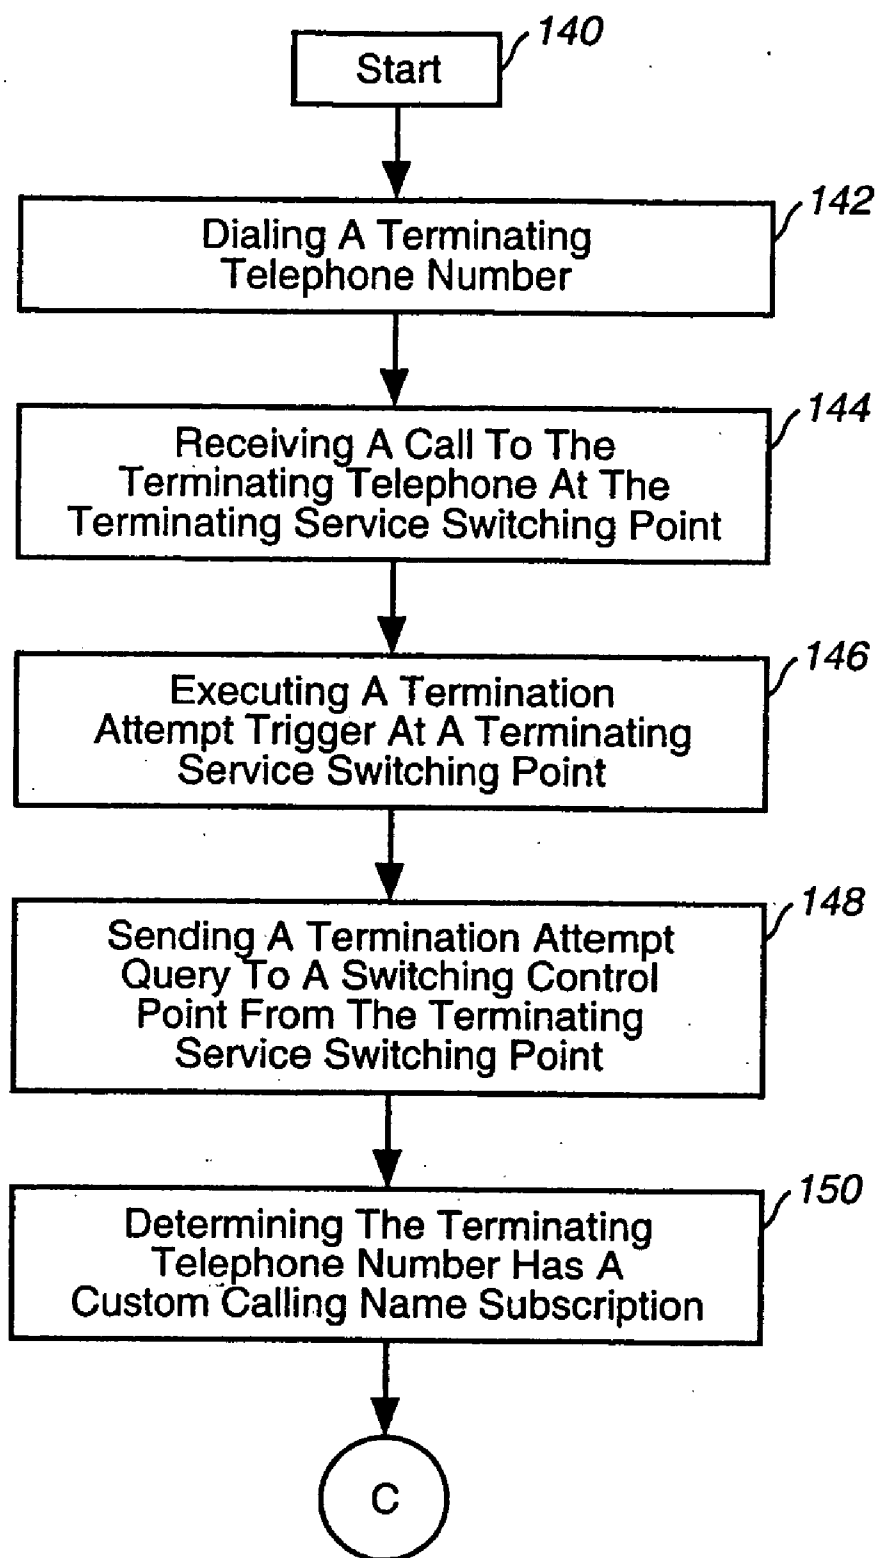 140
Start
142
Dialing A Terminating
Telephone Number
144
Receiving A Call To The
Terminating Telephone At The
Terminating Service Switching Point
146
Executing A Termination
Attempt Trigger At A Terminating
Service Switching Point
148
Sending A Termination Attempt
Query To A Switching Control
Point From The Terminating
Service Switching Point
150
Determining The Terminating
Telephone Number Has A
Custom Calling Name Subscription
C